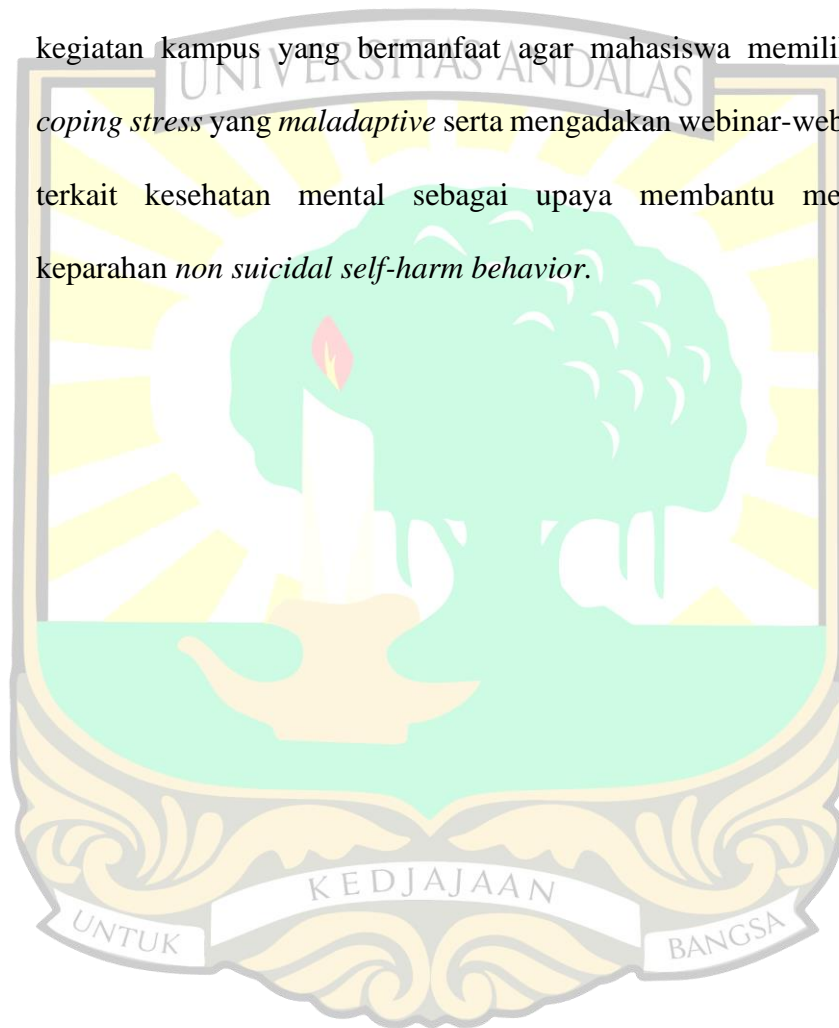 kegiatan kampus yang bermanfaat agar mahasiswa memili
UNIVERSITAS ANDALAS
coping stress yang maladaptive serta mengadakan webinar-web
terkait kesehatan mental sebagai upaya membantu me
keparahan non suicidal self-harm behavior.
UNTUK KEDJAJAAN BANGSA